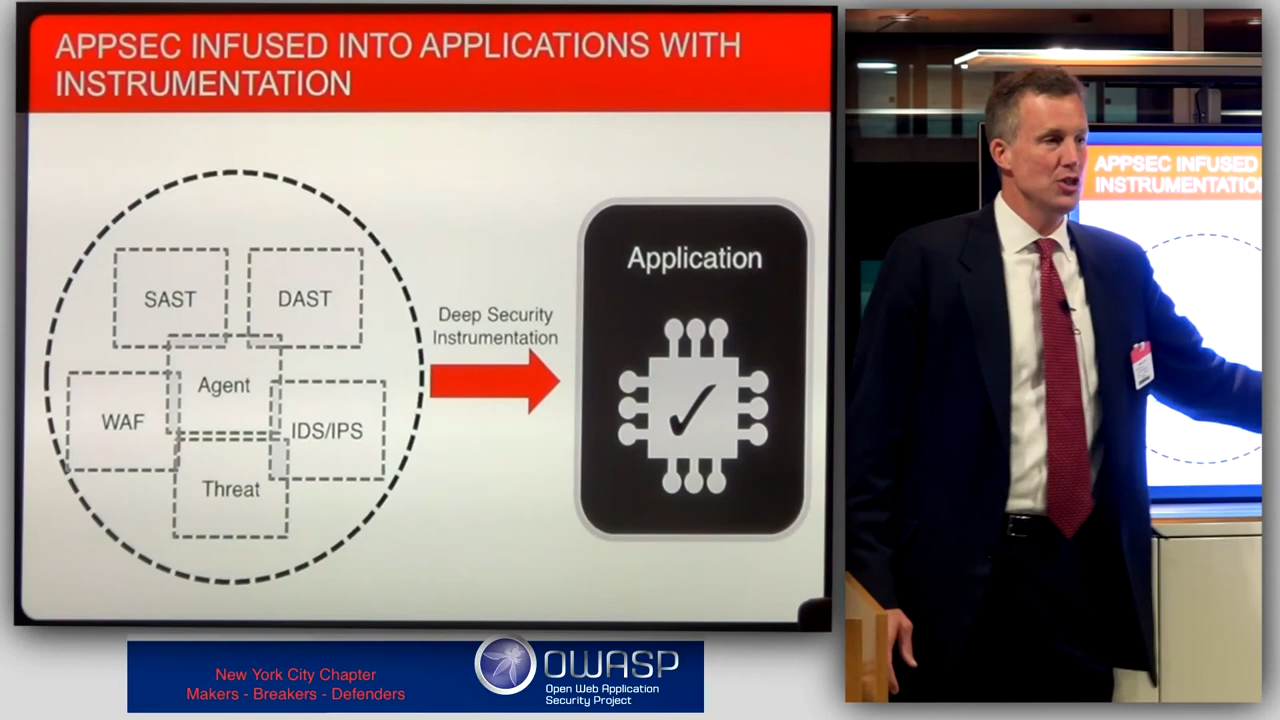 APPSEC INFUSED INTO APPLICATIONS WITH
INSTRUMENTATION
SAST
DAST
Agent
WAF
IDS/IPS
Threat
Deep Security
Instrumentation
Application
New York City Chapter
Makers - Breakers - Defenders
OWASP
Open Web Application
Security Project
APPSEC INFUSED
INSTRUMENTATIO